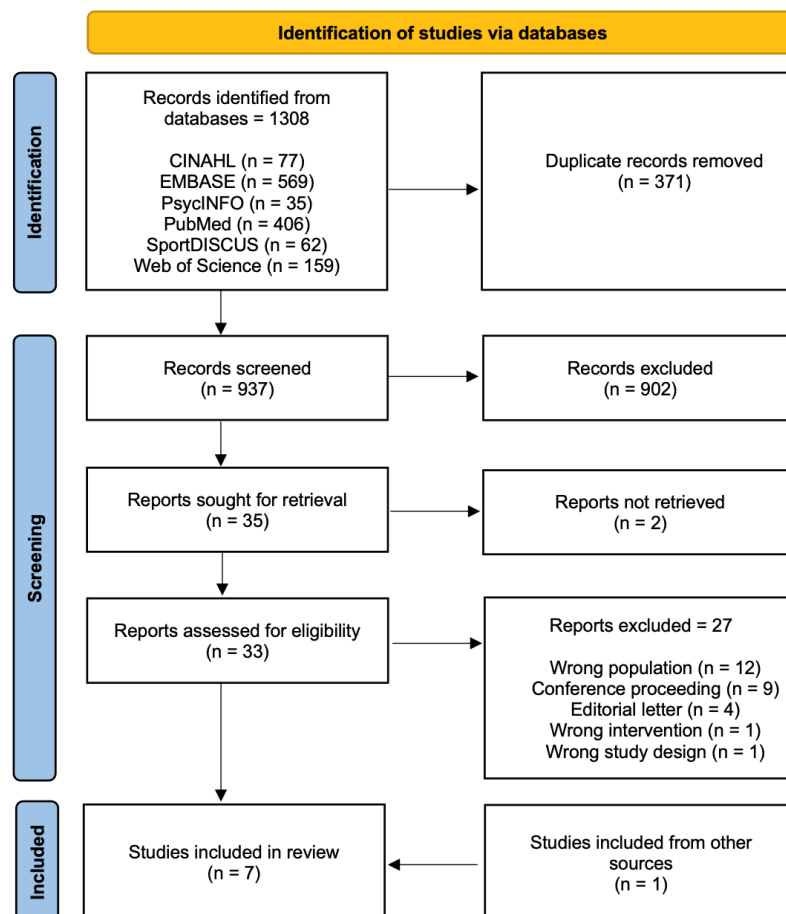 Identification of studies via databases
Identification
Records identified from
databases = 1308
CINAHL (n = 77)
EMBASE (n = 569)
PsycINFO (n = 35)
PubMed (n = 406)
SportDISCUS (n = 62)
Web of Science (n = 159)
Duplicate records removed
(n = 371)
Screening
Records screened
(n = 937)
Records excluded
(n = 902)
Reports sought for retrieval
(n = 35)
Reports not retrieved
(n = 2)
Reports assessed for eligibility
(n = 33)
Reports excluded = 27
Wrong population (n = 12)
Conference proceeding (n = 9)
Editorial letter (n = 4)
Wrong intervention (n = 1)
Wrong study design (n = 1)
Included
Studies included in review
(n = 7)
Studies included from other
sources
(n = 1)